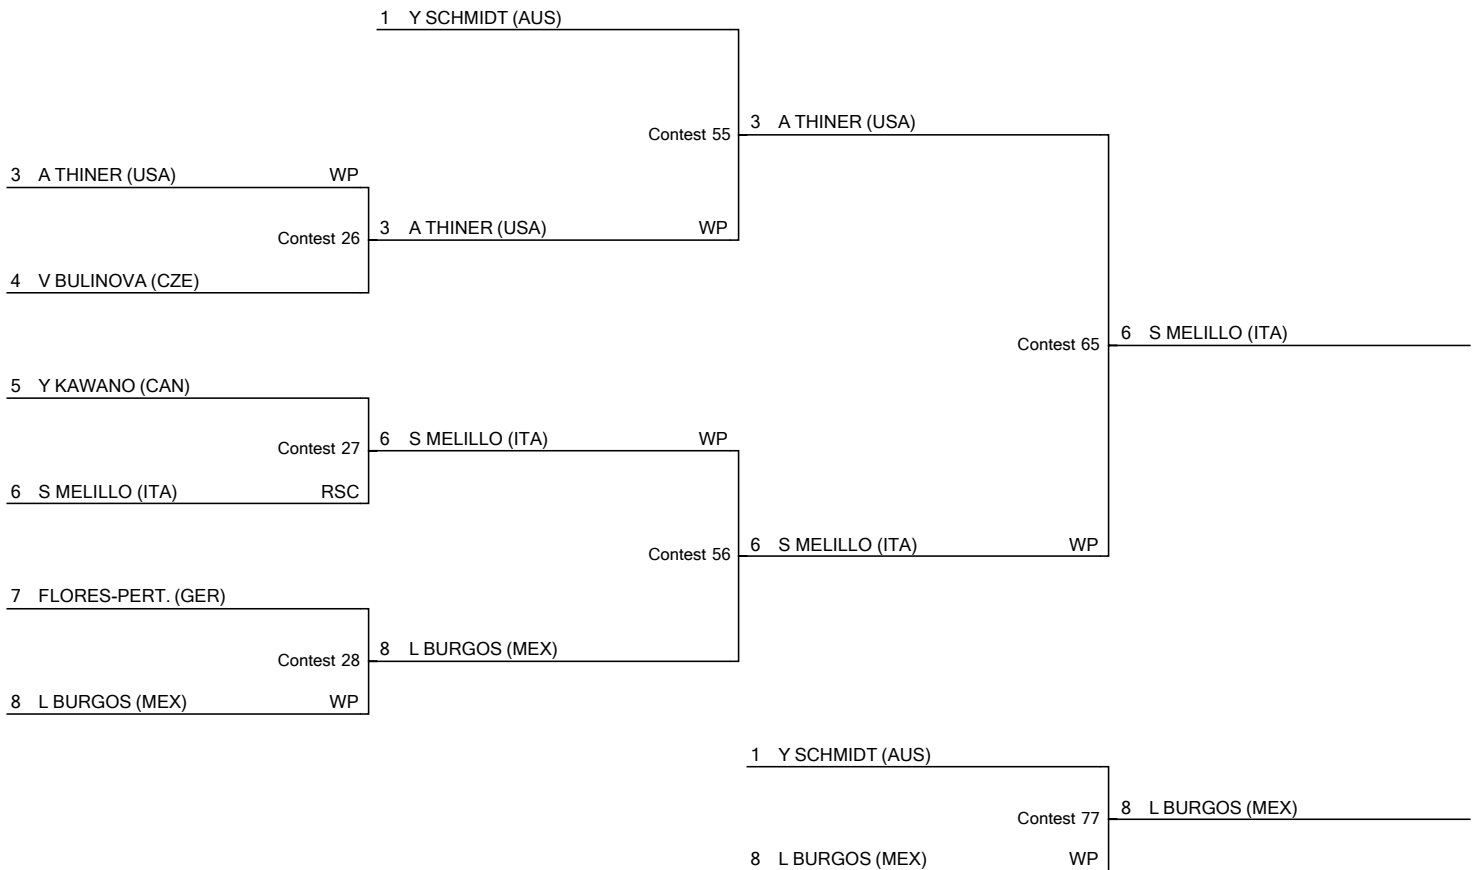 1 Y SCHMIDT (AUS)
Contest 55
3 A THINER (USA)
3 A THINER (USA) WP
Contest 26
3 A THINER (USA) WP
4 V BULINOVA (CZE)
Contest 65
6 S MELILLO (ITA)
5 Y KAWANO (CAN)
Contest 27
6 S MELILLO (ITA) WP
6 S MELILLO (ITA) RSC
Contest 56
6 S MELILLO (ITA) WP
7 FLORES-PERT. (GER)
Contest 28
8 L BURGOS (MEX)
8 L BURGOS (MEX) WP
1 Y SCHMIDT (AUS)
Contest 77
8 L BURGOS (MEX)
8 L BURGOS (MEX) WP